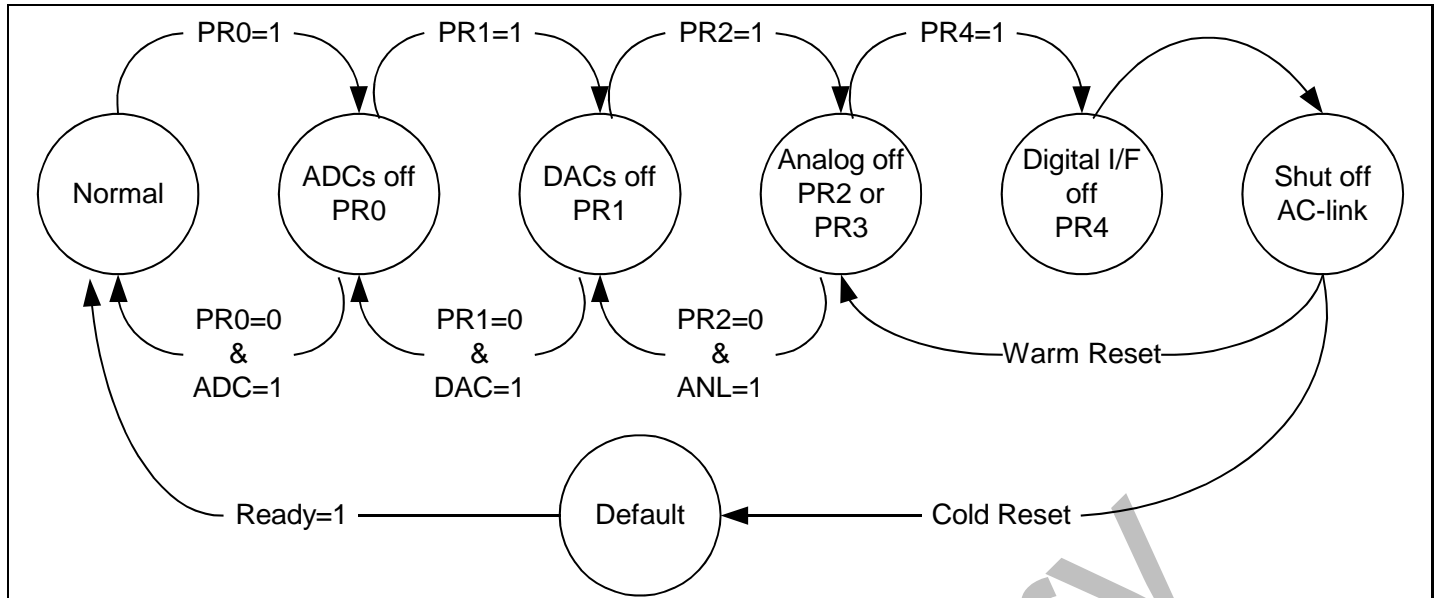 PR0=1
PR1=1
PR2=1
PR4=1
Normal
ADCs off
PR0
DACs off
PR1
Analog off
PR2 or
PR3
Digital I/F
off
PR4
Shut off
AC-link
PR0=0
&
ADC=1
PR1=0
&
DAC=1
PR2=0
&
ANL=1
Warm Reset
Ready=1
Default
Cold Reset